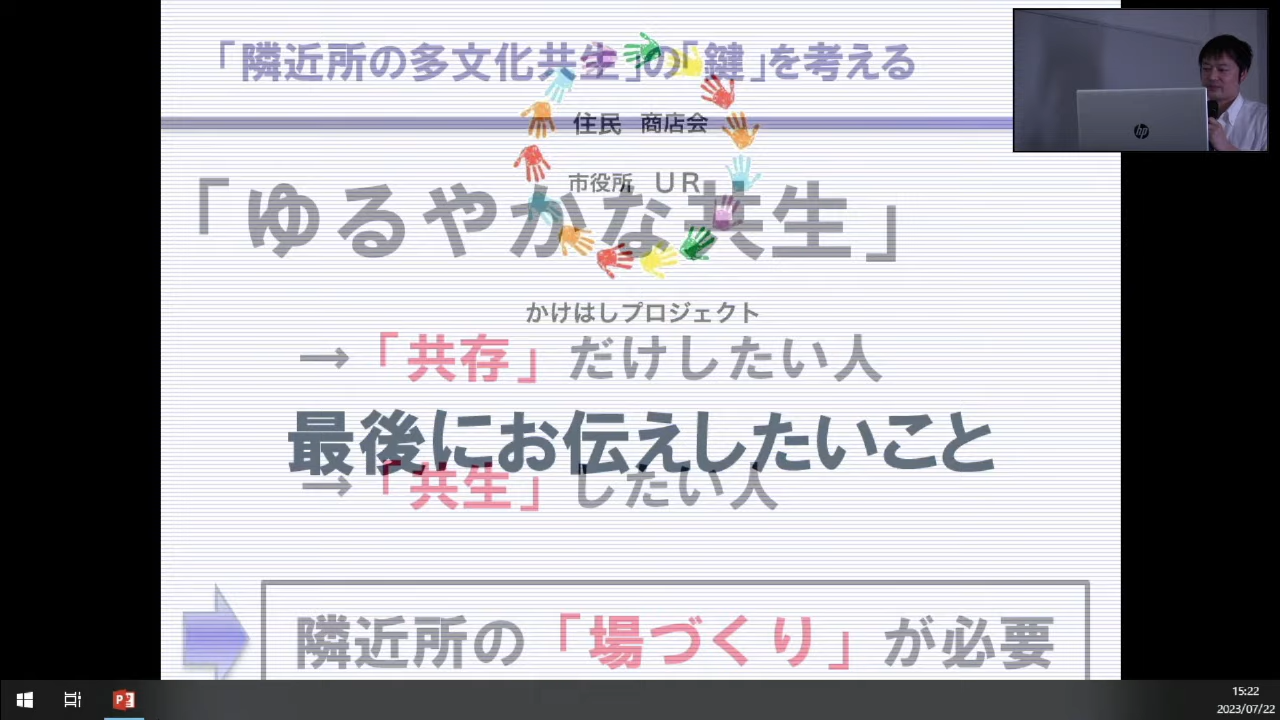 「隣近所の多文化共生」の「鍵」を考える
住民 商店会
市役所 UR
「ゆるやかな共生」
かけはしプロジェクト
→「共存」だけしたい人
最後にお伝えしたいこと
→「共生」したい人
隣近所の「場づくり」が必要
hp
15:22
2023/07/22